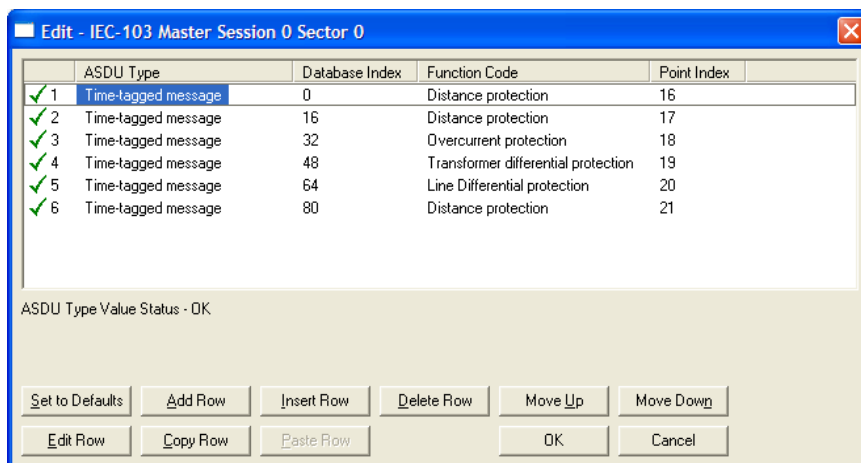 Edit - IEC-103 Master Session 0 Sector 0
ASDU Type Database Index Function Code Point Index
1 Time-tagged message 0 Distance protection 16
2 Time-tagged message 16 Distance protection 17
3 Time-tagged message 32 Overcurrent protection 18
4 Time-tagged message 48 Transformer differential protection 19
5 Time-tagged message 64 Line Differential protection 20
6 Time-tagged message 80 Distance protection 21
ASDU Type Value Status - OK
Set to Defaults Add Row Insert Row Delete Row Move Up Move Down
Edit Row Copy Row Paste Row OK Cancel